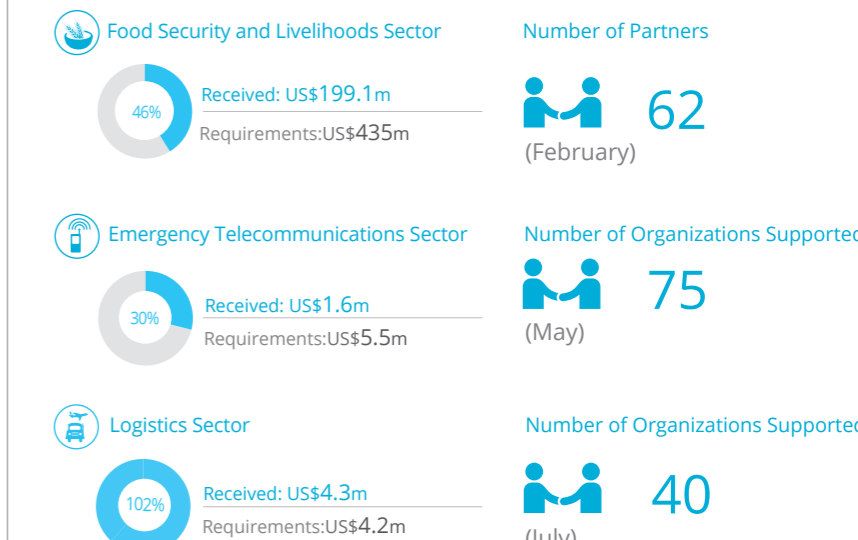 Food Security and Livelihoods Sector
Number of Partners
46%
Received: US$199.1m
Requirements:US$435m
62
(February)
Emergency Telecommunications Sector
Number of Organizations Supported
30%
Received: US$1.6m
Requirements:US$5.5m
75
(May)
Logistics Sector
Number of Organizations Supported
102%
Received: US$4.3m
Requirements:US$4.2m
40
(July)